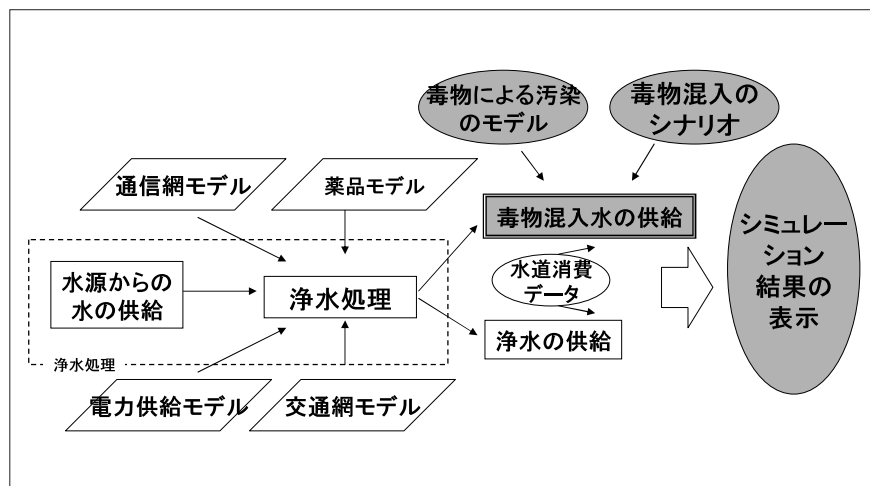 毒物による汚染
のモデル
毒物混入の
シナリオ
通信網モデル
薬品モデル
毒物混入水の供給
シミュレー
ション
結果の
表示
水源からの
水の供給
浄水処理
水道消費
データ
浄水の供給
浄水処理
電力供給モデル
交通網モデル